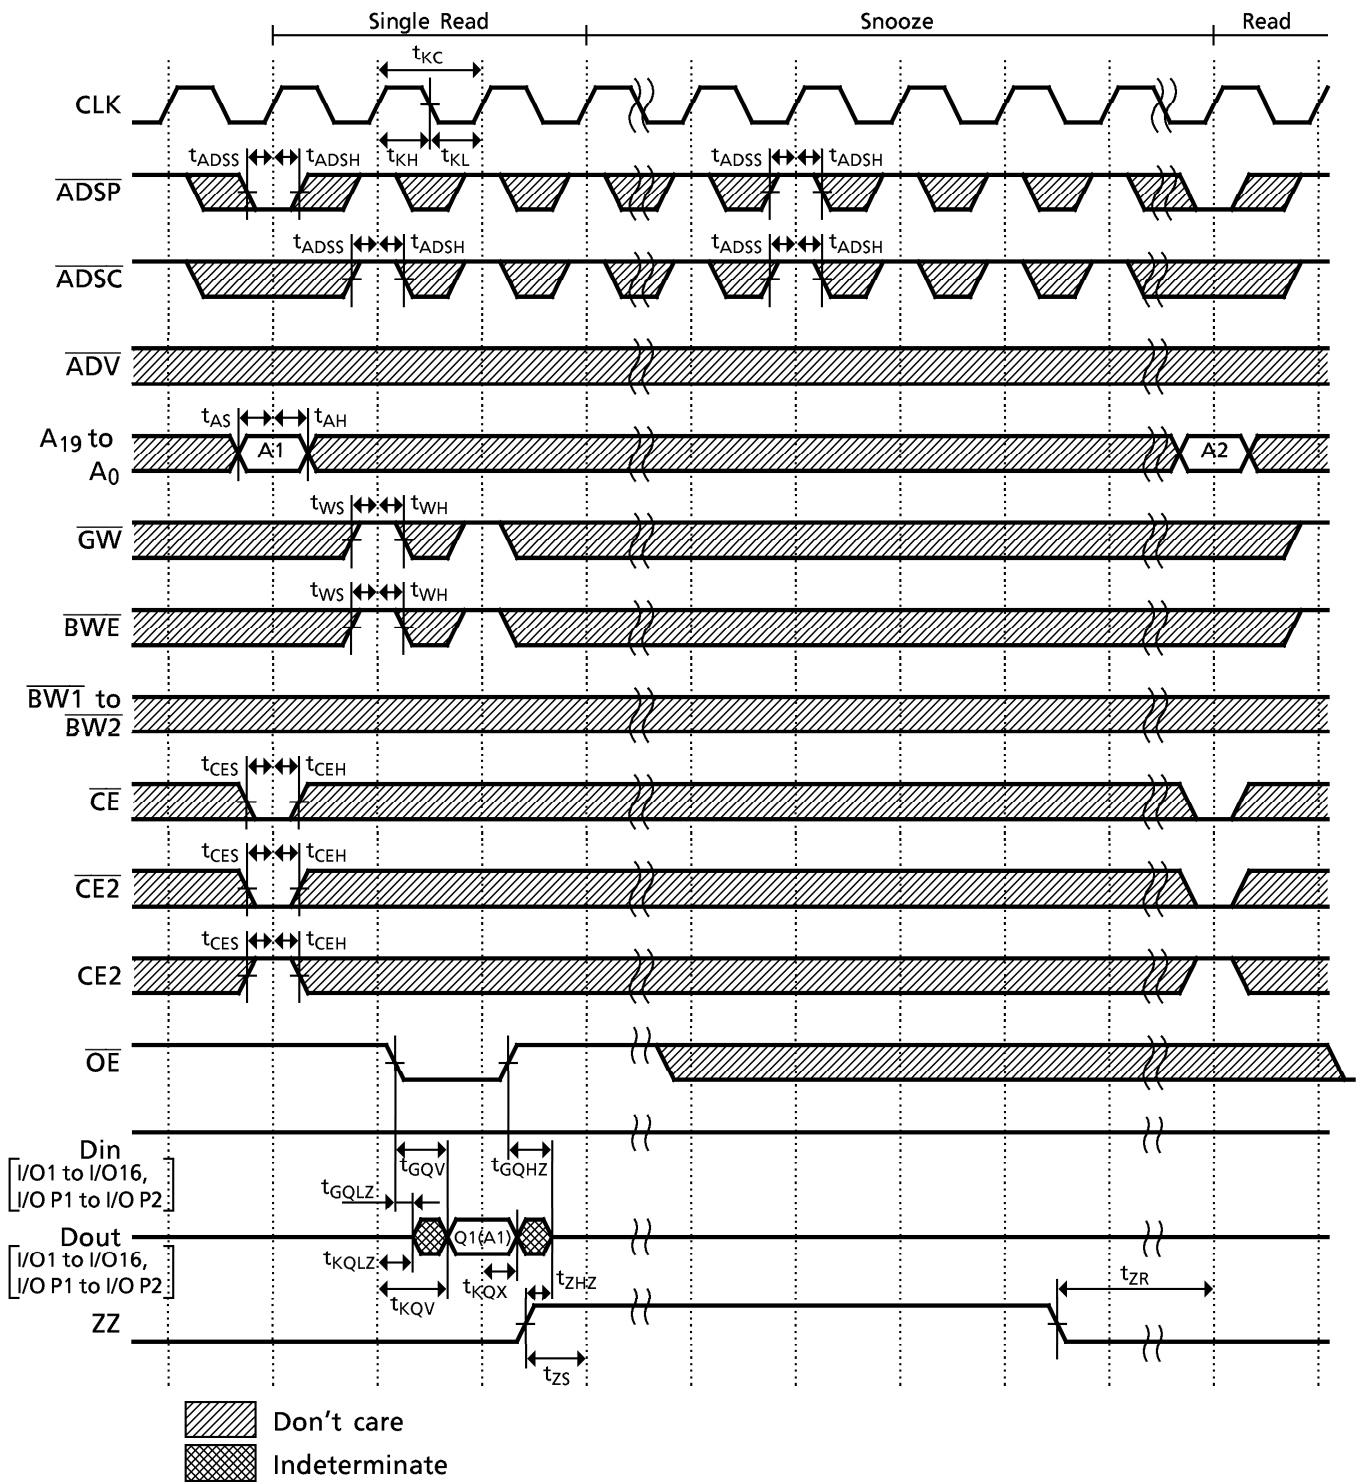 Single Read Snooze Read
tKC
CLK
tKH tKL
tADSS tADSH tADSS tADSH
ADSP
tADSS tADSH tADSS tADSH
ADSC
ADV
tAS tAH
A19 to A1 A2
A0
tWS tWH
GW
tWS tWH
BWE
BW1 to
BW2
tCES tCEH
CE
tCES tCEH
CE2
tCES tCEH
CE2
OE
Din
[I/O1 to I/O16,
I/O P1 to I/O P2]
tGQV tGQHZ
tGQLZ
Dout Q1(A1)
[I/O1 to I/O16,
I/O P1 to I/O P2]
tKQLZ tKQX tZHZ tZR
tKQV
ZZ
tZS
Don't care
Indeterminate